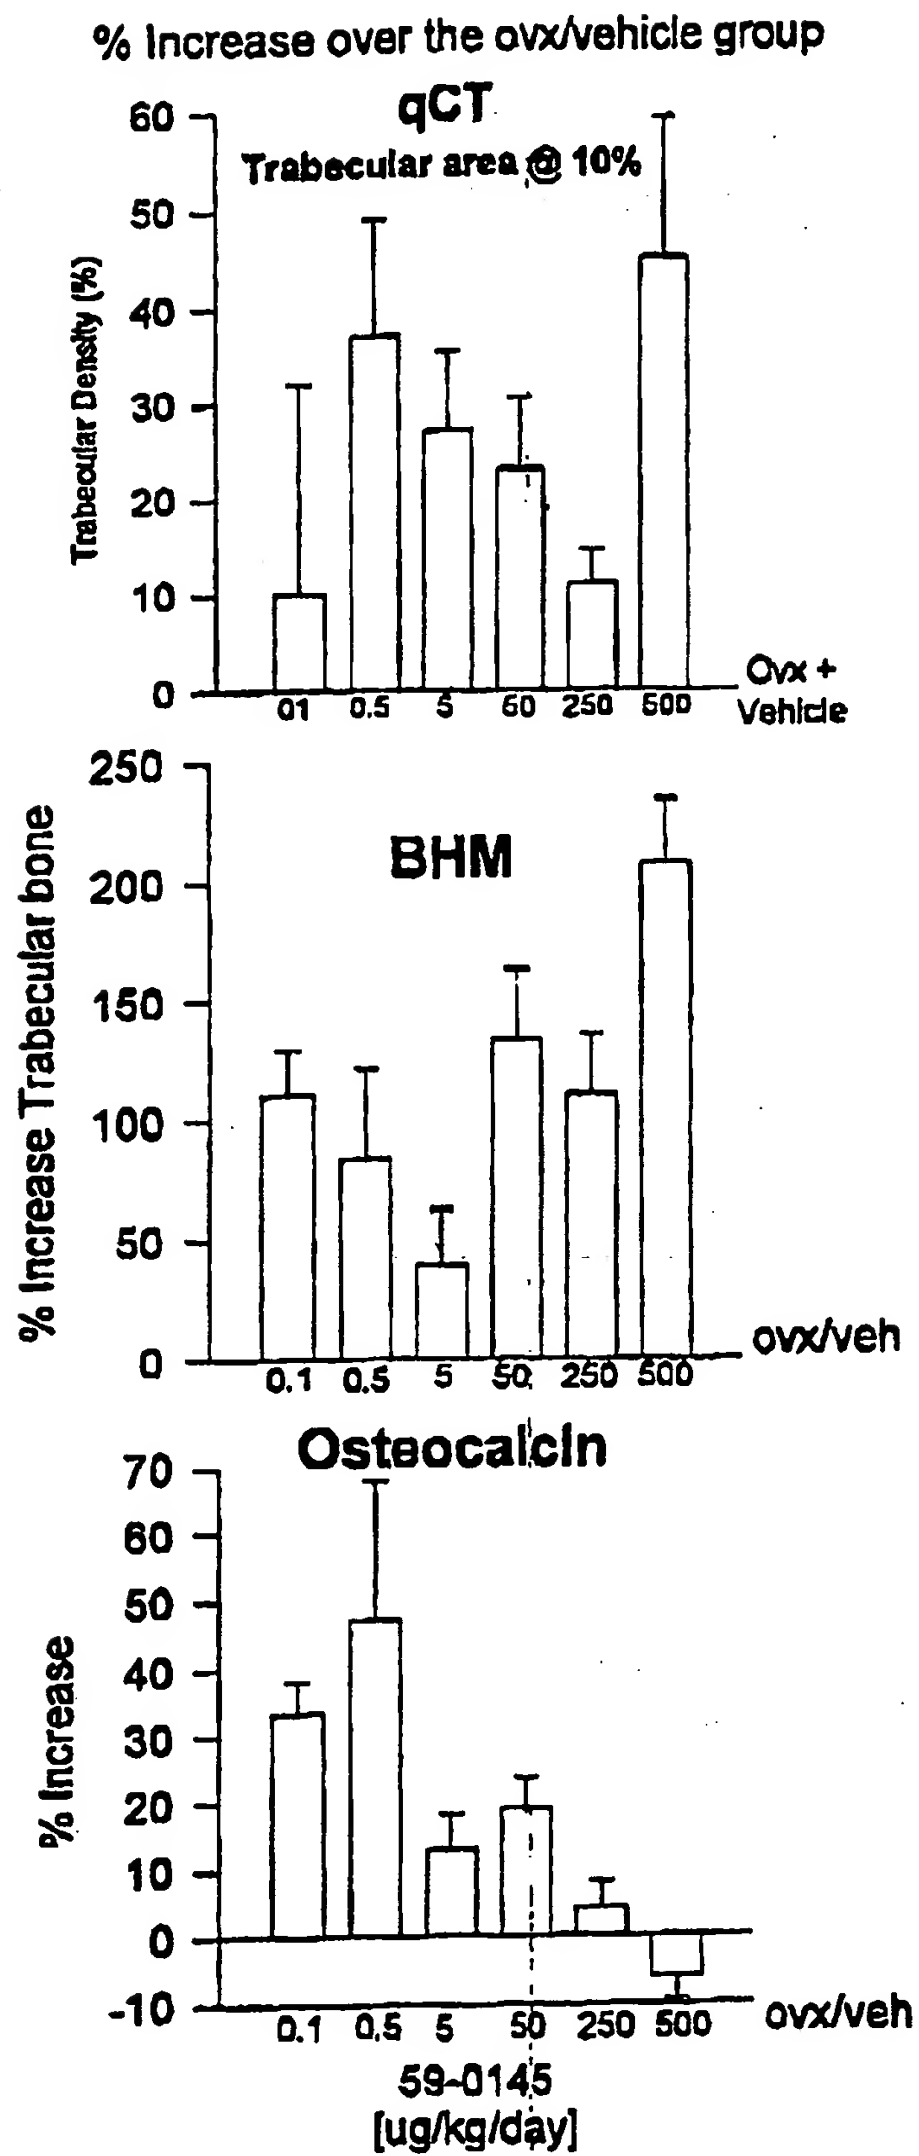 % Increase over the ovx/vehicle group
qCT
Trabecular area @ 10%
Trabecular Density (%)
60
50
40
30
20
10
0
01 0.5 5 60 250 500
Ovx +
Vehicle
BHM
% Increase Trabecular bone
250
200
150
100
50
0
0.1 0.5 5 50 250 500
ovx/veh
Osteocalcin
% Increase
70
60
50
40
30
20
10
0
-10
0.1 0.5 5 50 250 500
ovx/veh
59-0145
[ug/kg/day]